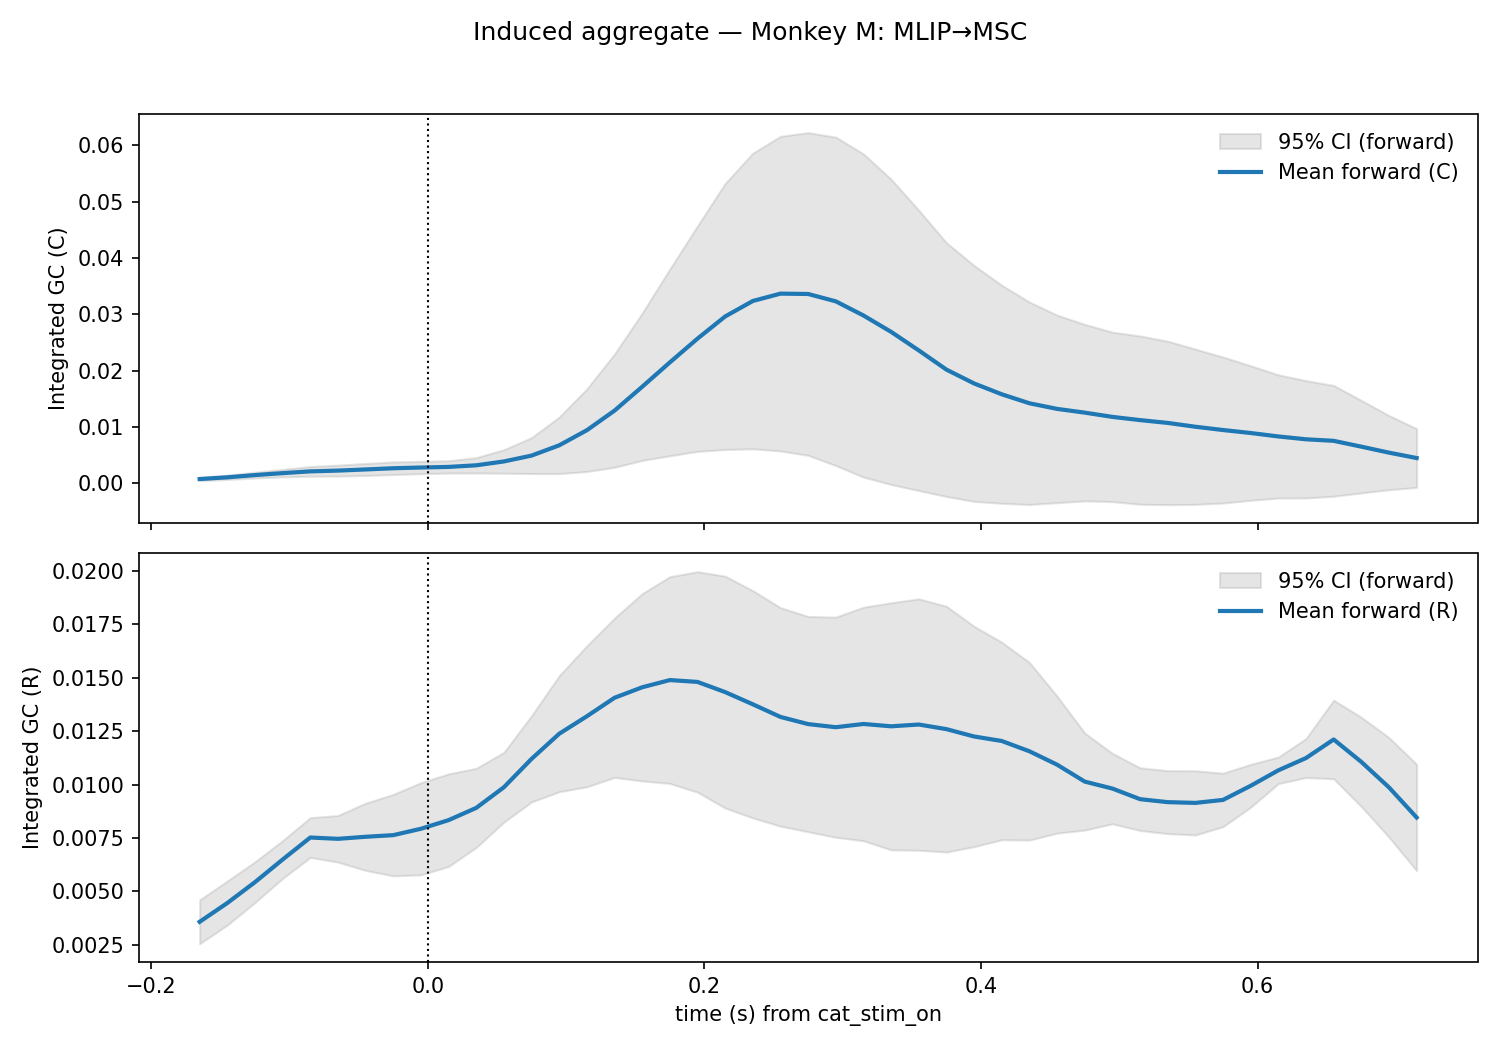 Induced aggregate — Monkey M: MLIP→MSC
Integrated GC (C)
0.06
0.05
0.04
0.03
0.02
0.01
0.00
95% CI (forward)
Mean forward (C)
Integrated GC (R)
0.0200
0.0175
0.0150
0.0125
0.0100
0.0075
0.0050
0.0025
95% CI (forward)
Mean forward (R)
−0.2 0.0 0.2 0.4 0.6
time (s) from cat_stim_on